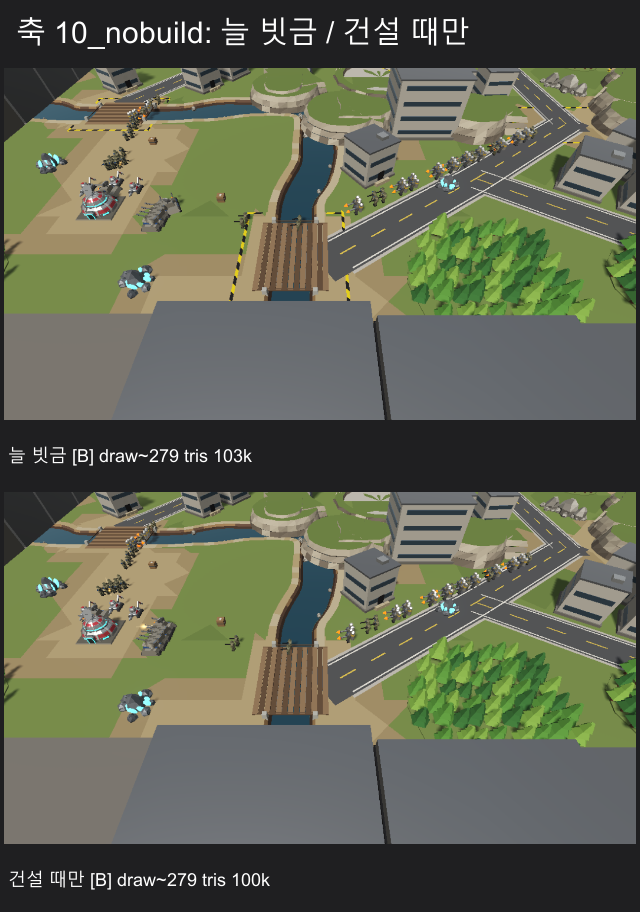 축 10_nobuild: 늘 빗금 / 건설 때만
늘 빗금 [B] draw~279 tris 103k
건설 때만 [B] draw~279 tris 100k